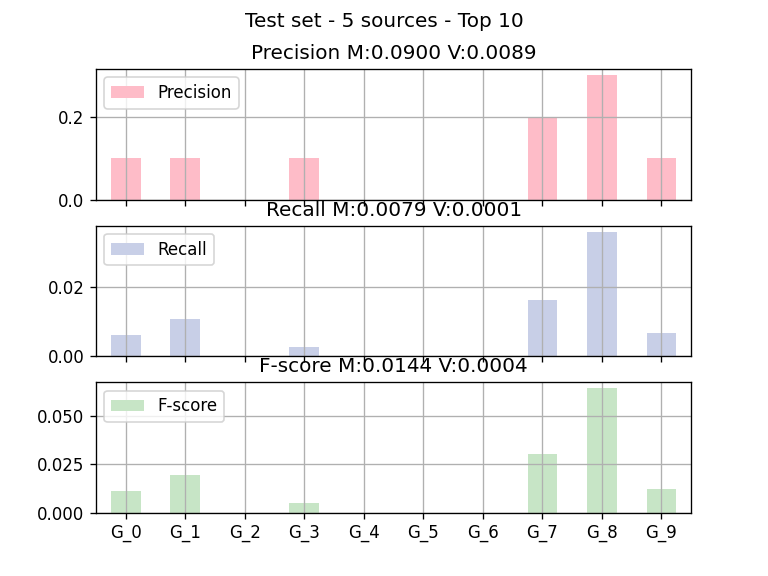 Test set - 5 sources - Top 10
Precision M:0.0900 V:0.0089
Precision
0.2
0.0
Recall M:0.0079 V:0.0001
Recall
0.02
0.00
F-score M:0.0144 V:0.0004
F-score
0.050
0.025
0.000
G_0 G_1 G_2 G_3 G_4 G_5 G_6 G_7 G_8 G_9